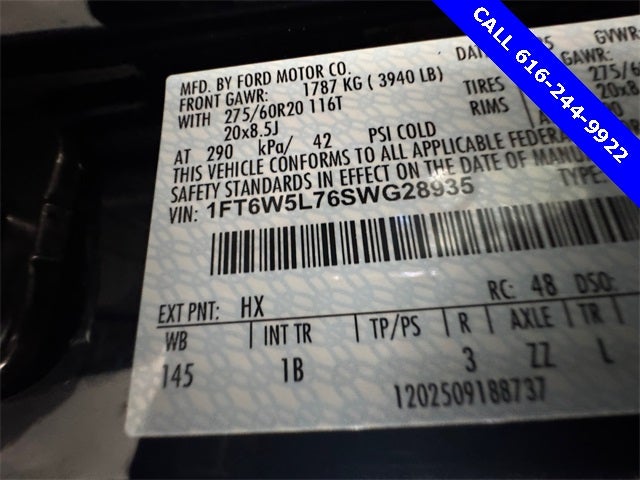 CALL 616-244-9922
MFD. BY FORD MOTOR CO.
FRONT GAWR: 1787 KG ( 3940 LB)
WITH 275/60R20 116T TIRES
20x8.5J RIMS
AT 290 kPa/ 42 PSI COLD
GVWR:
GAWR:
275/6
20x8.
THIS VEHICLE CONFORMS TO ALL APPLICABLE
SAFETY STANDARDS IN EFFECT ON THE DATE OF
VIN: 1FT6W5L76SWG28935 TYPE:
EXT PNT: HX RC: 48 DSO:
WB INT TR TP/PS R AXLE TR
145 1B 3 ZZ L
1202509188737